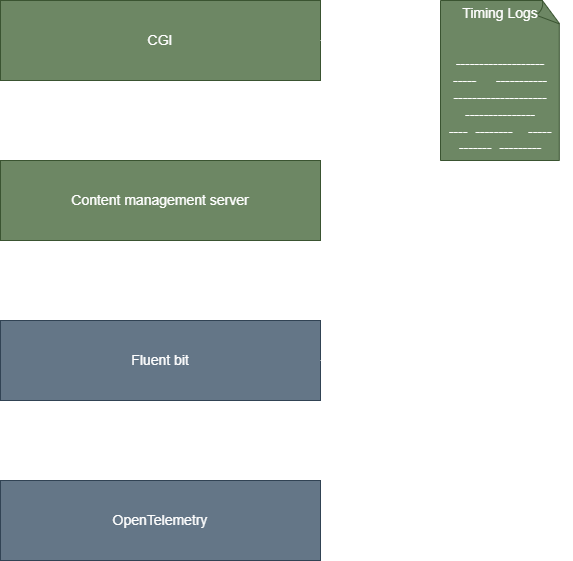 CGI
Timing Logs
Content management server
Fluent bit
OpenTelemetry